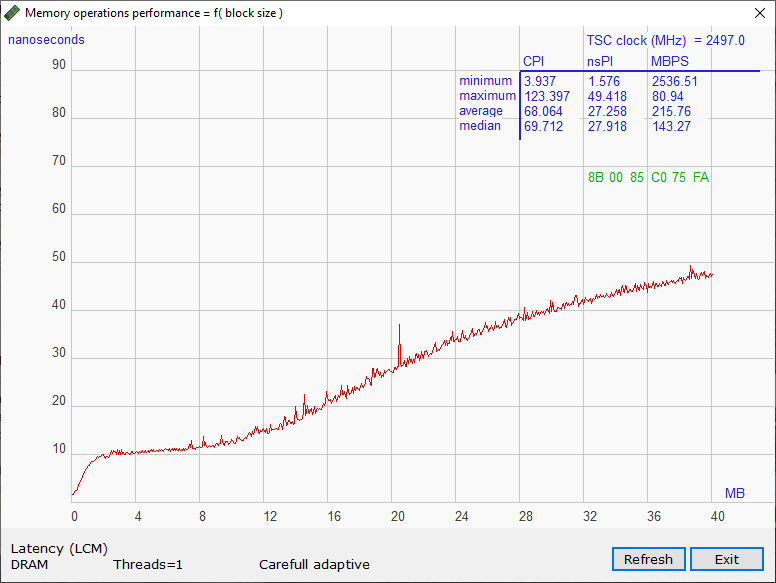 Memory operations performance = f( block size )
nanoseconds
TSC clock (MHz) = 2497.0
CPI nsPI MBPS
minimum 3.937 1.576 2536.51
maximum 123.397 49.418 80.94
average 68.064 27.258 215.76
median 69.712 27.918 143.27
8B 00 85 C0 75 FA
90
80
70
60
50
40
30
20
10
MB
0 4 8 12 16 20 24 28 32 36 40
Latency (LCM)
DRAM Threads=1 Carefull adaptive
Refresh Exit